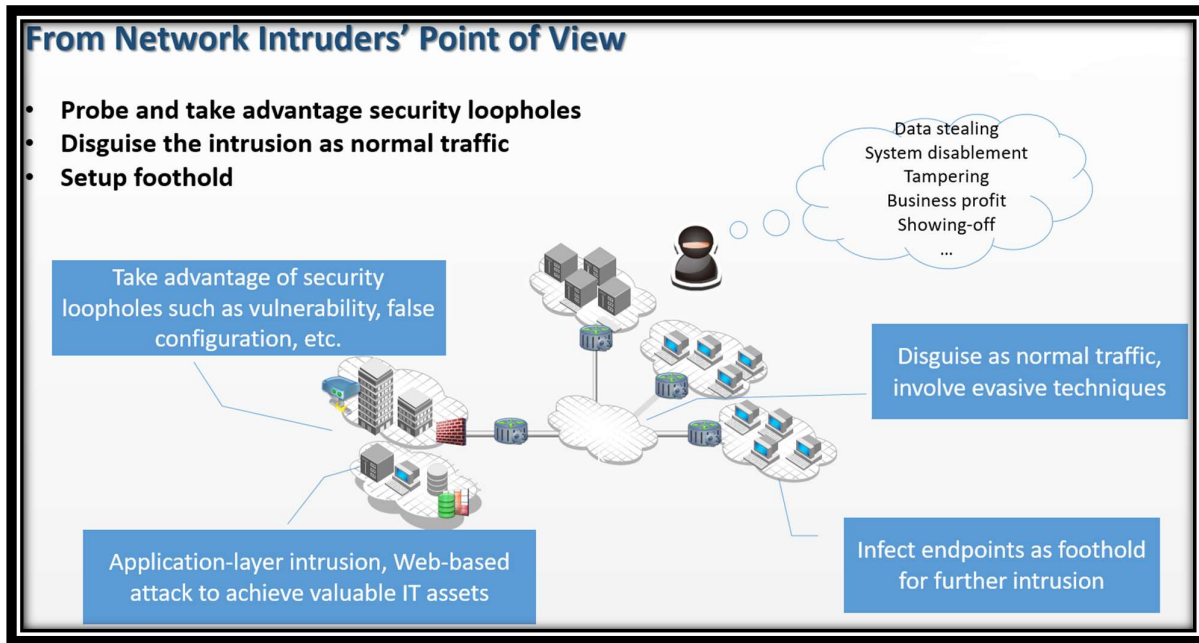 From Network Intruders' Point of View
• Probe and take advantage security loopholes
• Disguise the intrusion as normal traffic
• Setup foothold
Data stealing
System disablement
Tampering
Business profit
Showing-off
...
Take advantage of security
loopholes such as vulnerability, false
configuration, etc.
Disguise as normal traffic,
involve evasive techniques
Application-layer intrusion, Web-based
attack to achieve valuable IT assets
Infect endpoints as foothold
for further intrusion